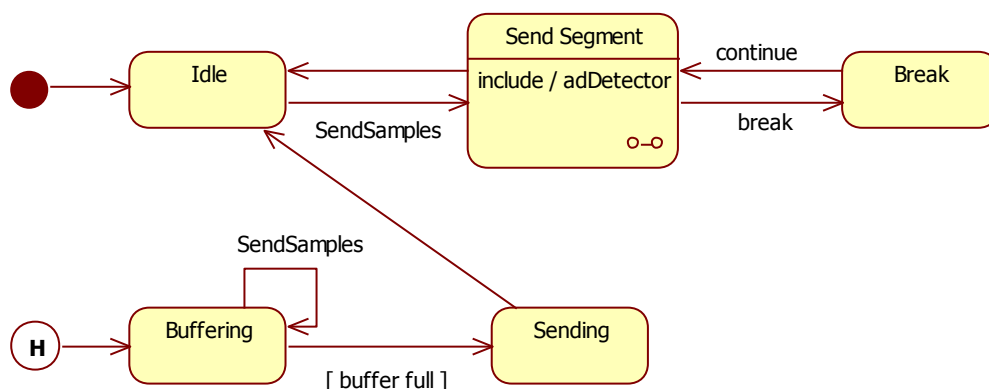 Send Segment
Idle
include / adDetector
continue
Break
SendSamples
break
SendSamples
H
Buffering
Sending
[ buffer full ]